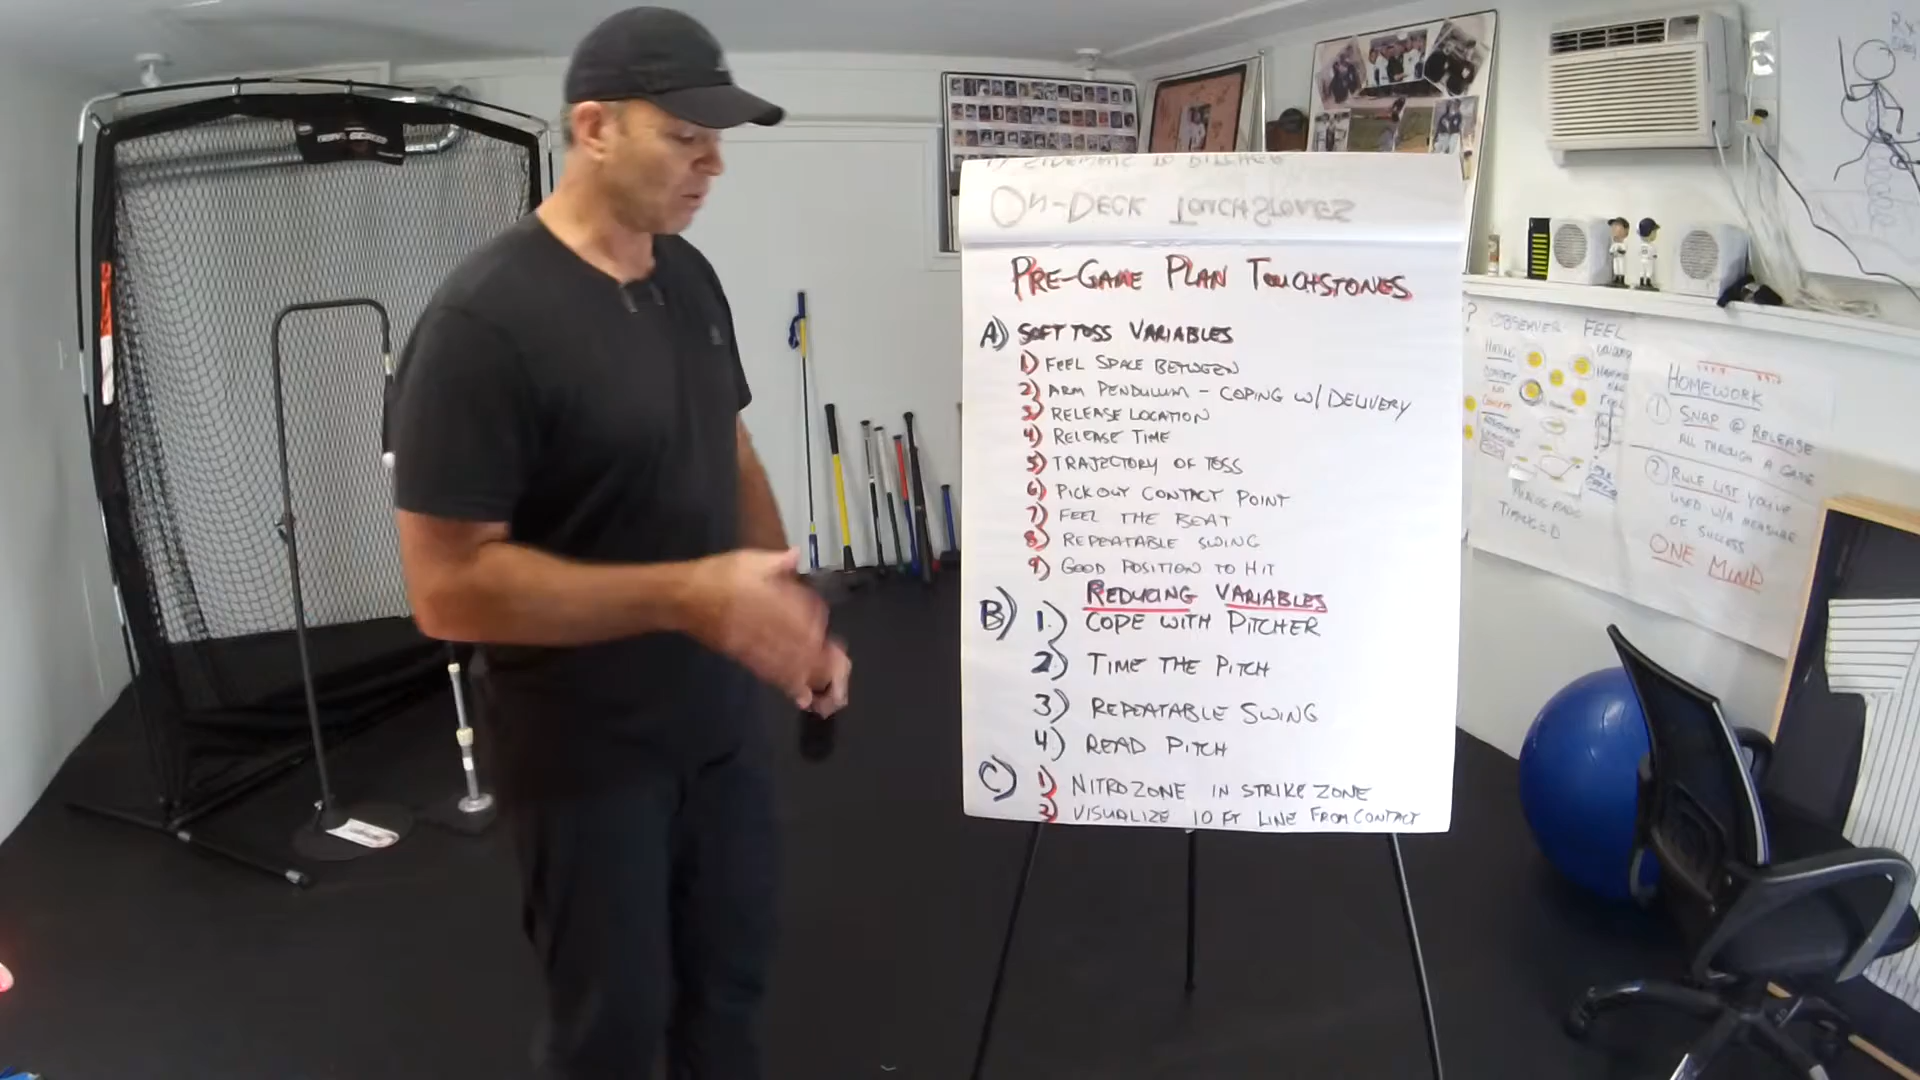 On-Deck Touchstones
Pre-Game Plan Touchstones
A) Soft Toss Variables
1) Feel Space Between
2) Arm Pendulum - Coping w/ Delivery
3) Release Location
4) Release Time
5) Trajectory of Toss
6) Pick out Contact Point
7) Feel the Beat
8) Repeatable Swing
9) Good Position to Hit
Reducing Variables
B) 1.) Cope with Pitcher
2.) Time the Pitch
3) Repeatable Swing
4) Read Pitch
C) 1) Nitrozone in Strike Zone
2) Visualize 10 ft Line from Contact
Observer Feel
Homework
1 Snap @ Release
All Through a Game
2 Rule List You've
Used w/ a Measure
of Success
One Mind